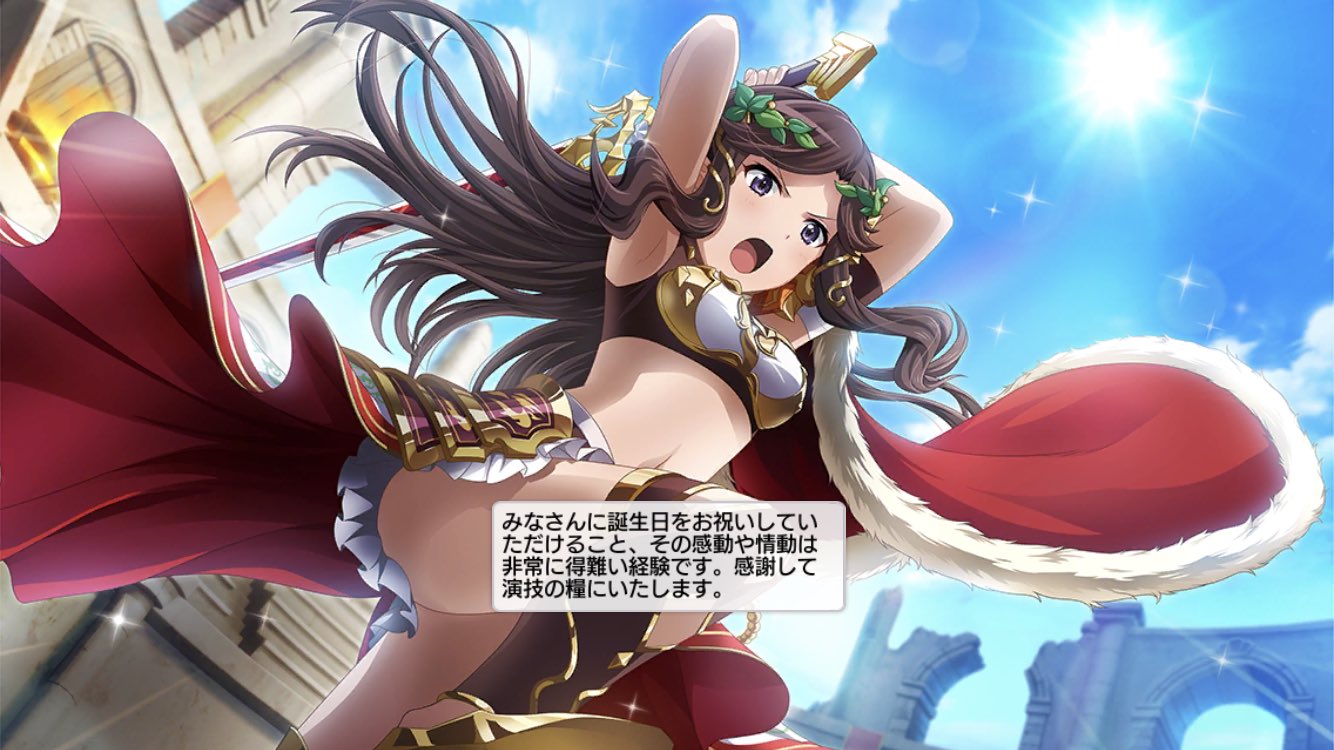 みなさんに誕生日をお祝いしてい
ただけること、その感動や情動は
非常に得難い経験です。感謝して
演技の糧にいたします。